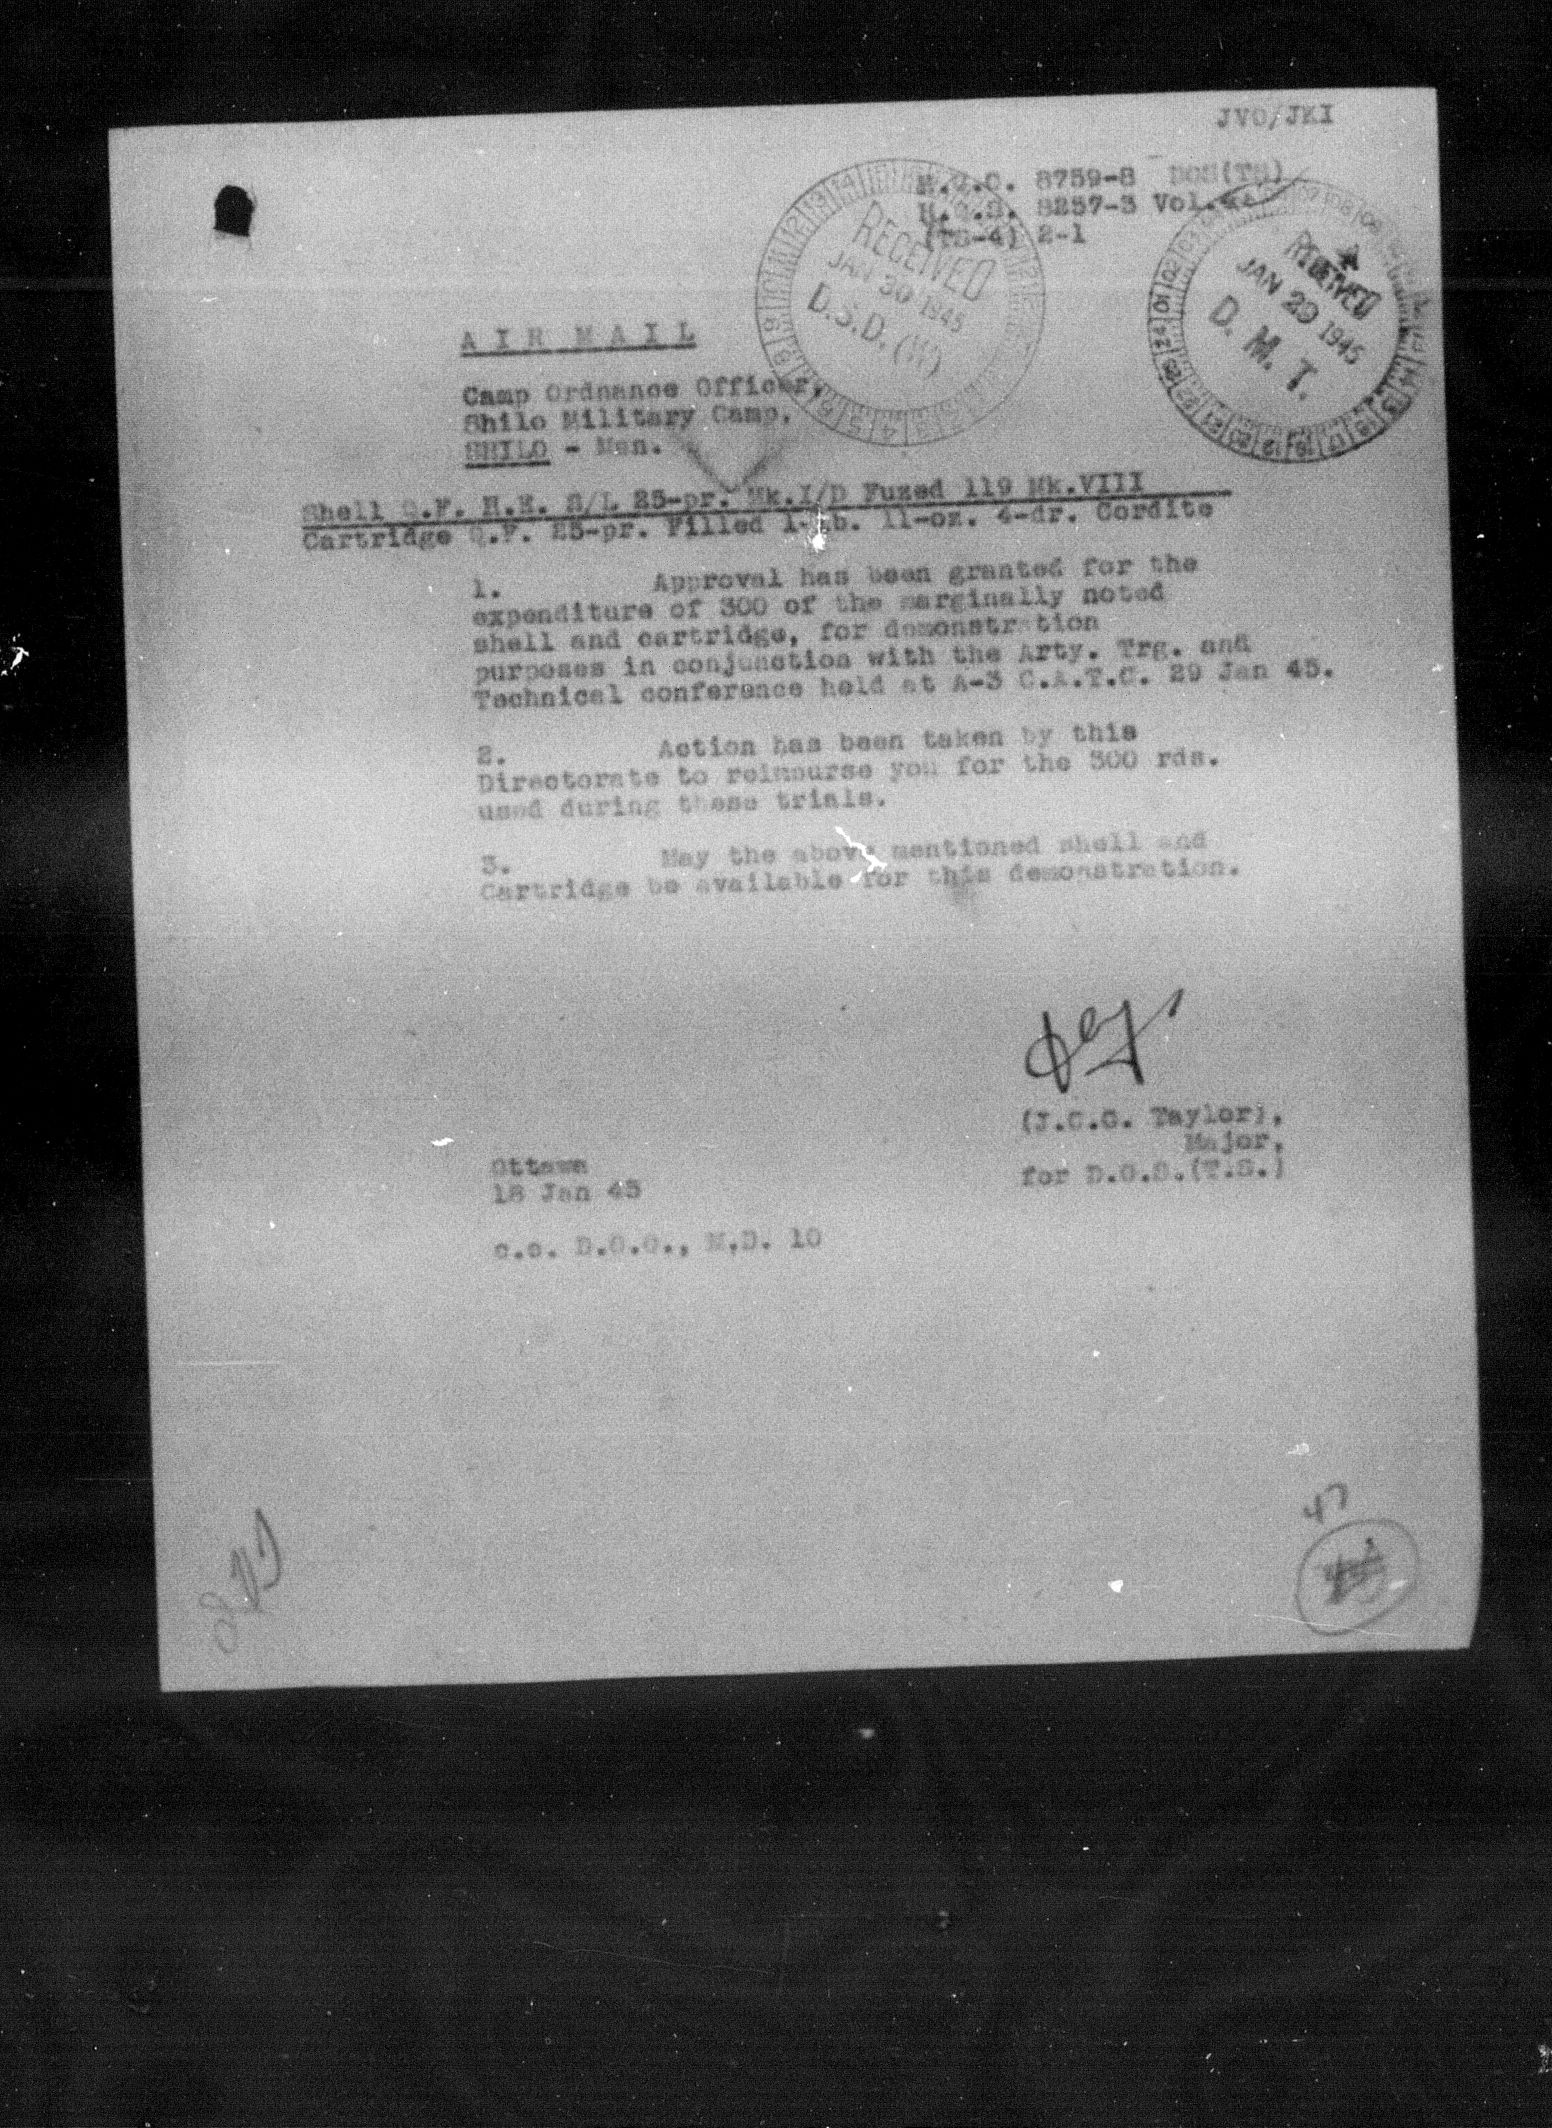 JVO/JKI
H.Q.C. 8759-8 DOS(TS)
H.Q.S. 8257-3 Vol.
(TS-4) 2-1
RECEIVED
JAN 30 1945
D.S.D. (W)
RECEIVED
JAN 29 1945
D. M. T.
A I R M A I L
Camp Ordnance Officer,
Shilo Military Camp,
SHILO - Man.
Shell Q.F. H.E. S/L 25-pr. Mk.I/D Fuzed 119 Mk.VIII
Cartridge Q.F. 25-pr. Filled 1-lb. 11-oz. 4-dr. Cordite
1. Approval has been granted for the
expenditure of 300 of the marginally noted
shell and cartridge, for demonstration
purposes in conjunction with the Arty. Trg. and
Technical conference held at A-3 C.A.T.C. 29 Jan 45.
2. Action has been taken by this
Directorate to reimburse you for the 300 rds.
used during these trials.
3. May the above mentioned shell and
Cartridge be available for this demonstration.
(J.C.G. Taylor),
Major,
for D.O.S.(T.S.)
Ottawa
18 Jan 45
c.c. D.O.O., M.D. 10
47